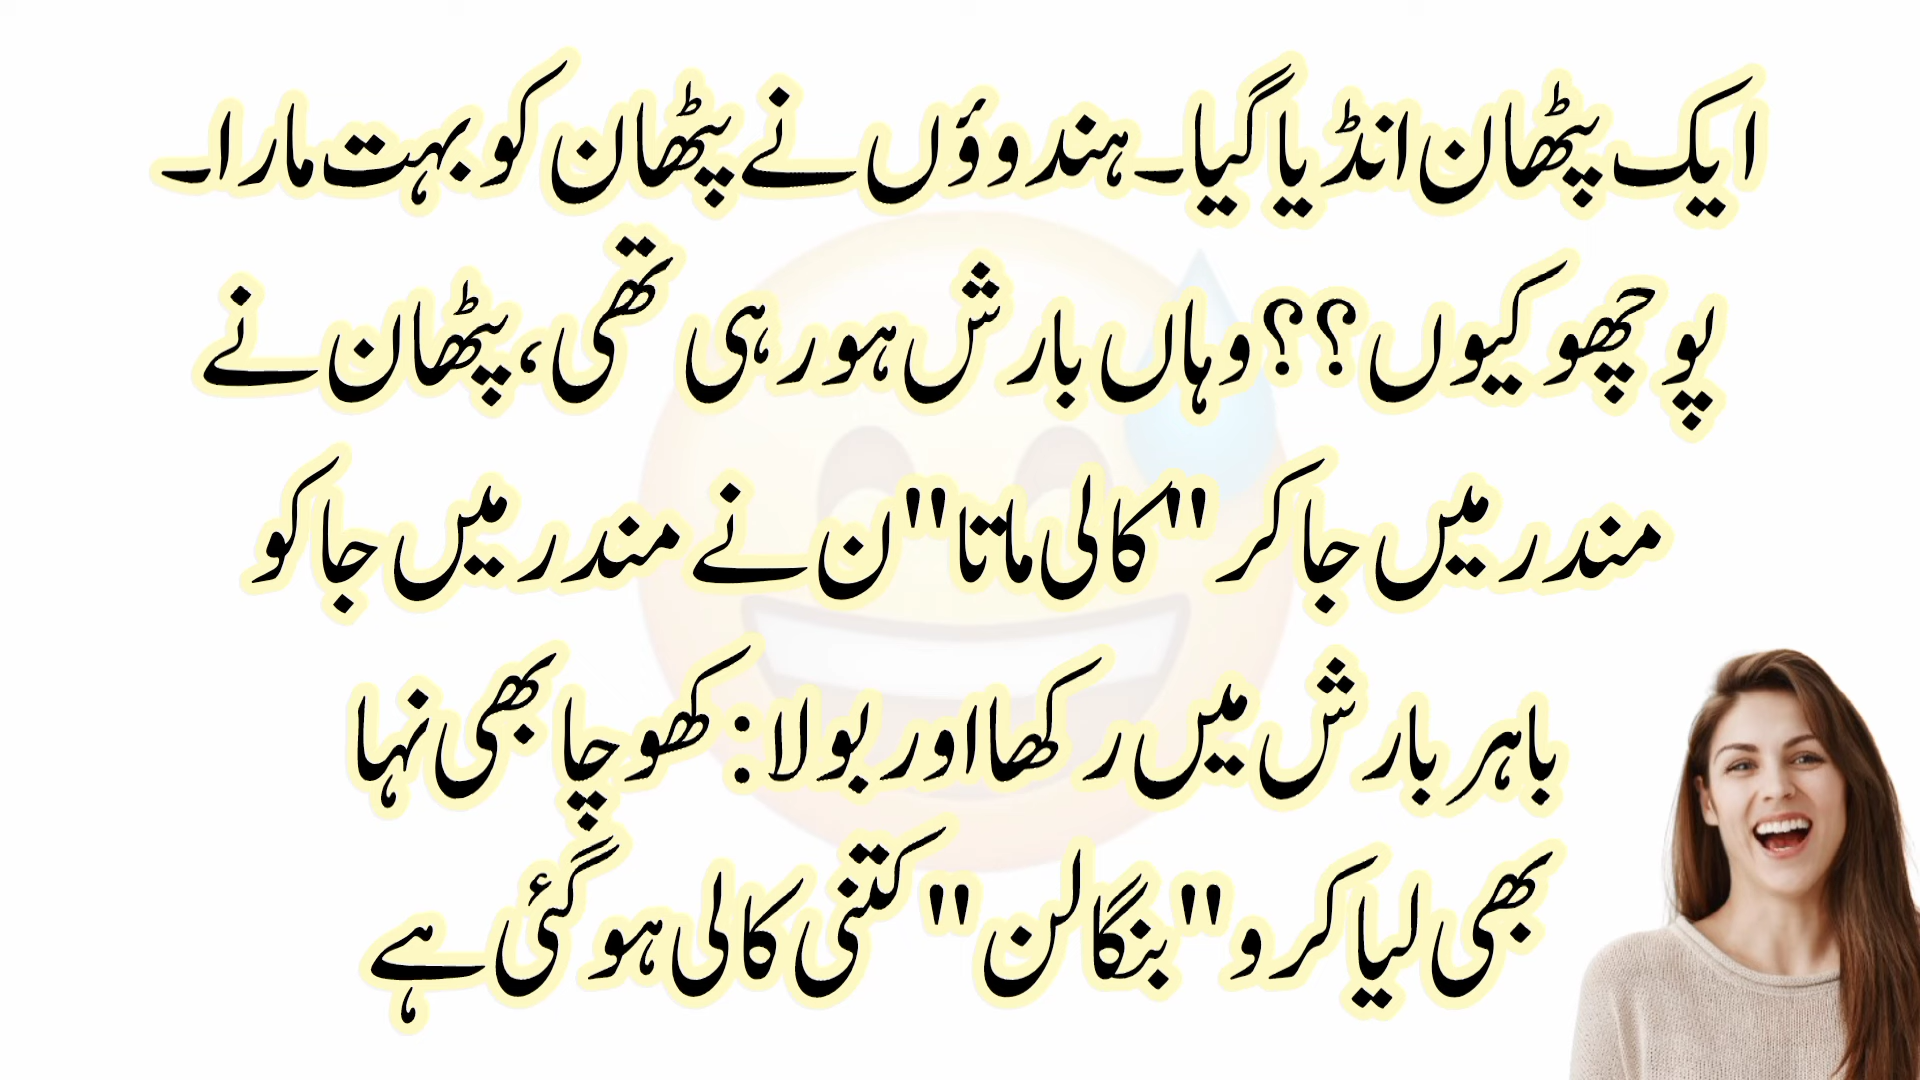 ایک پٹھان انڈیا گیا۔ ہندوؤں نے پٹھان کو بہت مارا۔
پوچھو کیوں؟؟ وہاں بارش ہو رہی تھی، پٹھان نے
مندر میں جا کر "کالی ماتا" ن نے مندر میں جا کو
باہر بارش میں رکھا اور بولا: کھوچا بھی نہا
بھی لیا کرو "بنگالن" کتنی کالی ہو گئی ہے